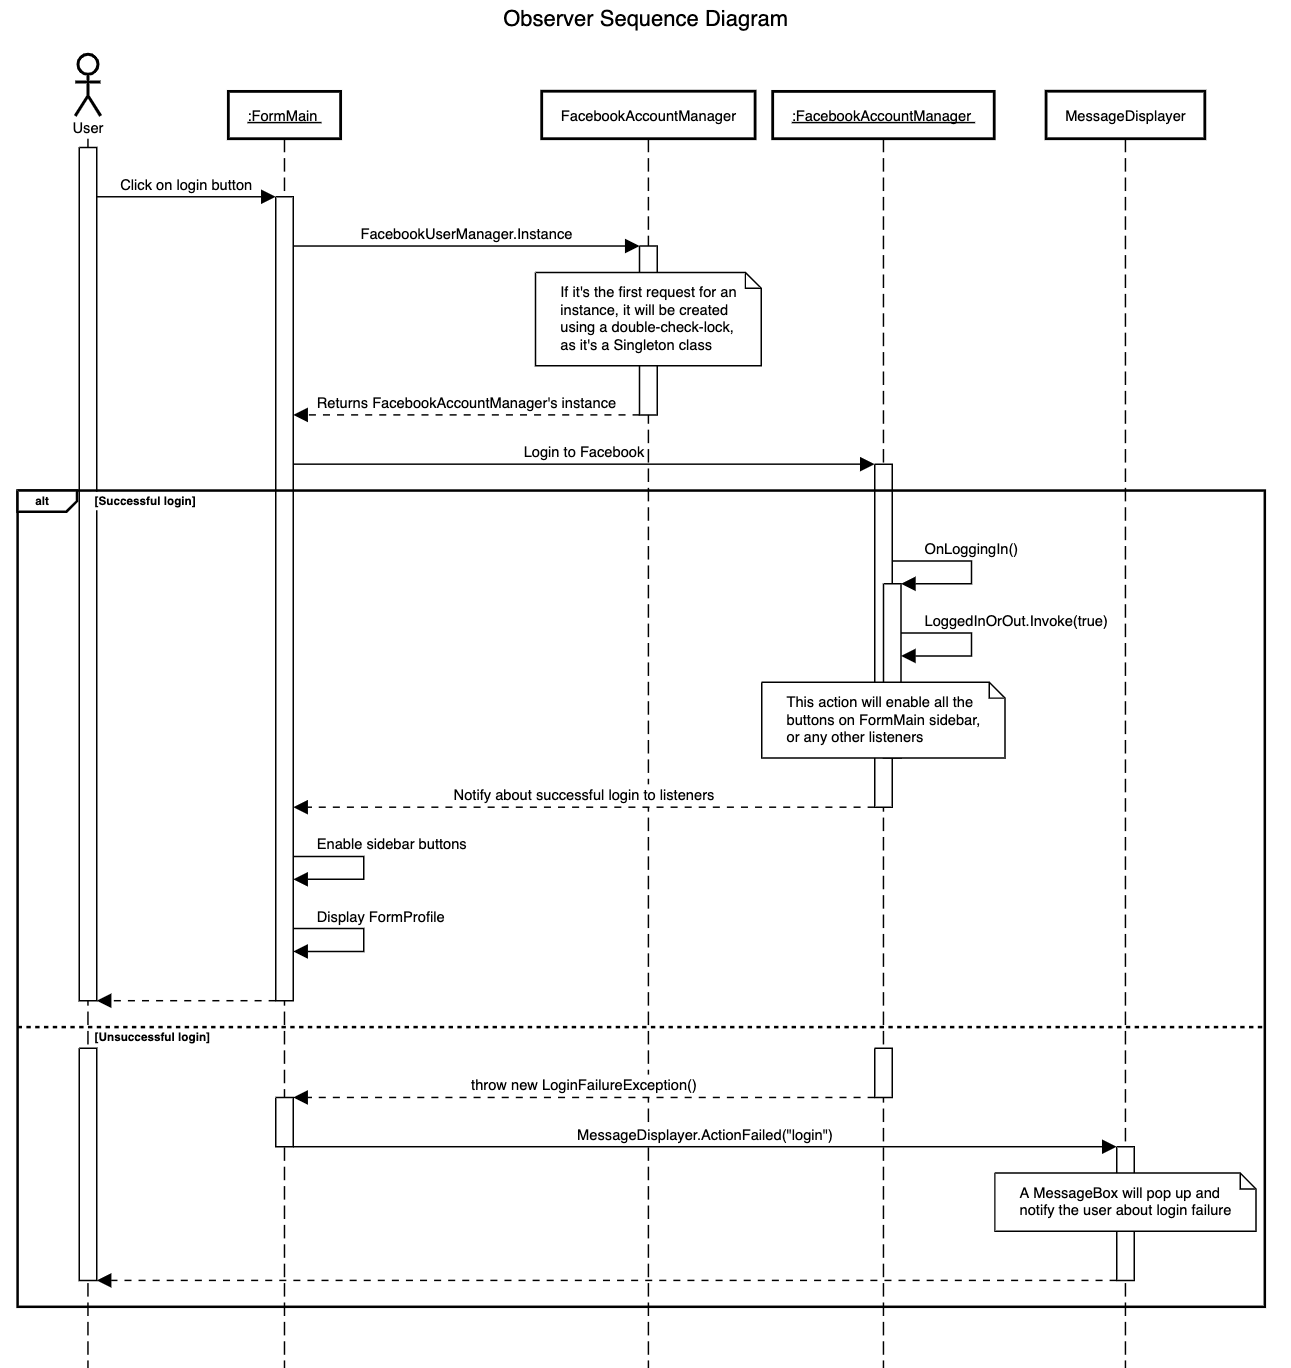 Observer Sequence Diagram
User
:FormMain
FacebookAccountManager
:FacebookAccountManager
MessageDisplayer
Click on login button
FacebookUserManager.Instance
If it's the first request for an
instance, it will be created
using a double-check-lock,
as it's a Singleton class
Returns FacebookAccountManager's instance
Login to Facebook
alt
[Successful login]
OnLoggingIn()
LoggedInOrOut.Invoke(true)
This action will enable all the
buttons on FormMain sidebar,
or any other listeners
Notify about successful login to listeners
Enable sidebar buttons
Display FormProfile
[Unsuccessful login]
throw new LoginFailureException()
MessageDisplayer.ActionFailed("login")
A MessageBox will pop up and
notify the user about login failure